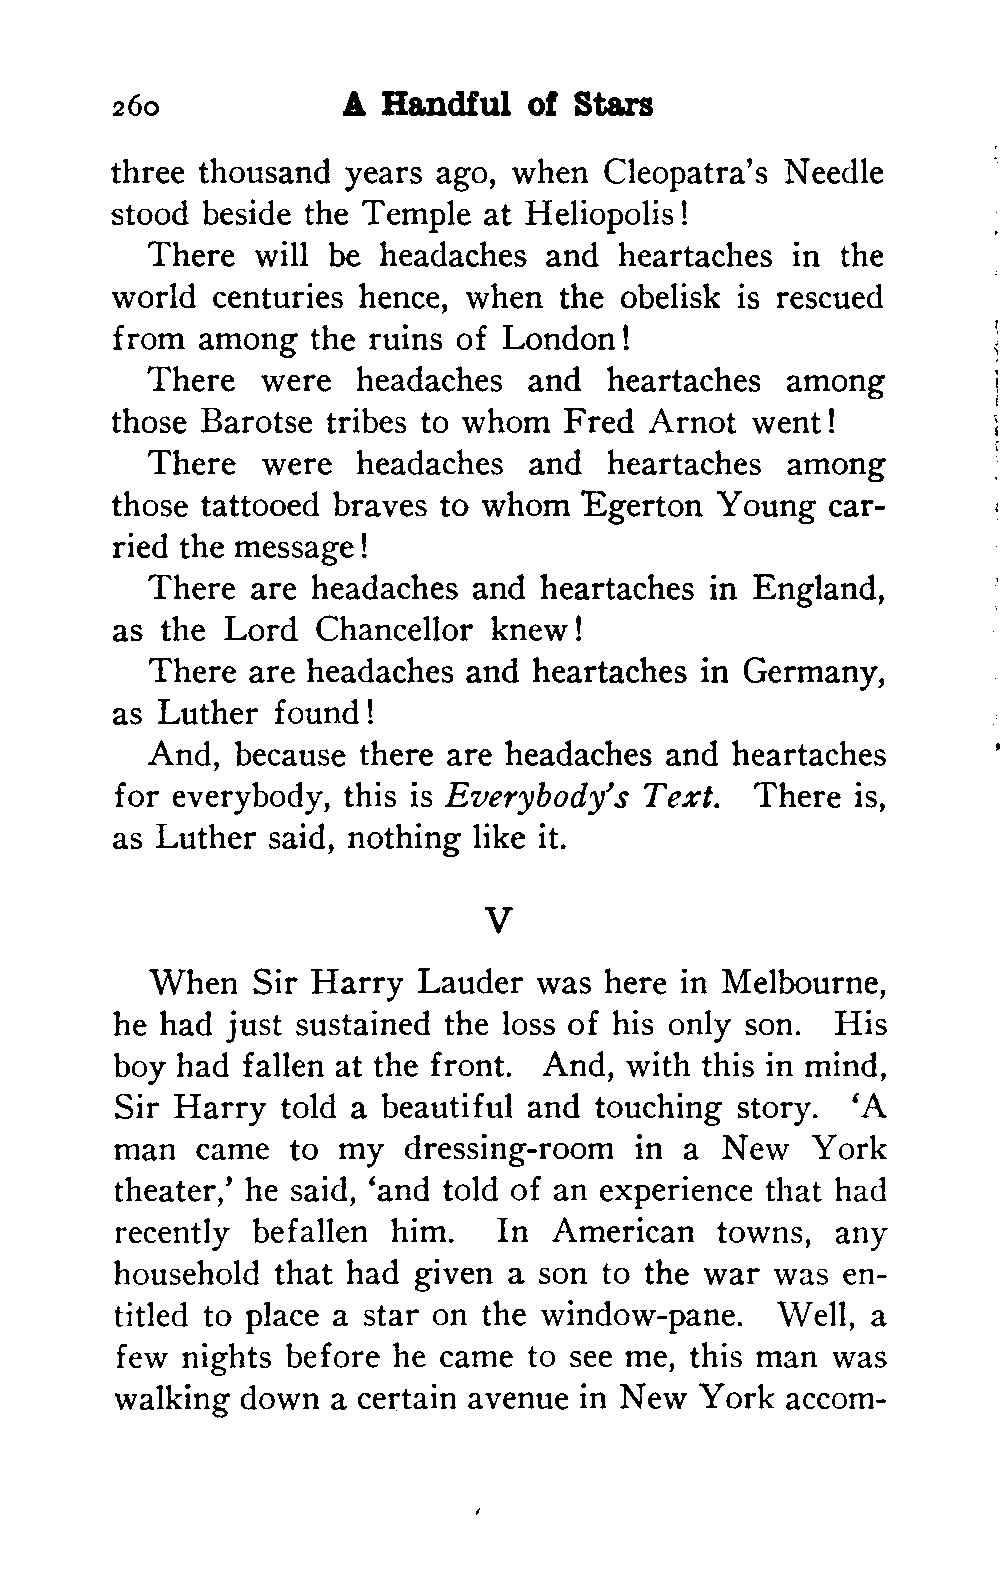 260 A Handful of Stars
three thousand years ago, when Cleopatra's Needle
stood beside the Temple at Heliopolis!
There will be headaches and heartaches in the
world centuries hence, when the obelisk is rescued
from among the ruins of London!
There were headaches and heartaches among
those Barotse tribes to whom Fred Arnot went!
There were headaches and heartaches among
those tattooed braves to whom Egerton Young car-
ried the message!
There are headaches and heartaches in England,
as the Lord Chancellor knew!
There are headaches and heartaches in Germany,
as Luther found!
And, because there are headaches and heartaches
for everybody, this is Everybody's Text. There is,
as Luther said, nothing like it.
V
When Sir Harry Lauder was here in Melbourne,
he had just sustained the loss of his only son. His
boy had fallen at the front. And, with this in mind,
Sir Harry told a beautiful and touching story. ‘A
man came to my dressing-room in a New York
theater,’ he said, ‘and told of an experience that had
recently befallen him. In American towns, any
household that had given a son to the war was en-
titled to place a star on the window-pane. Well, a
few nights before he came to see me, this man was
walking down a certain avenue in New York accom-